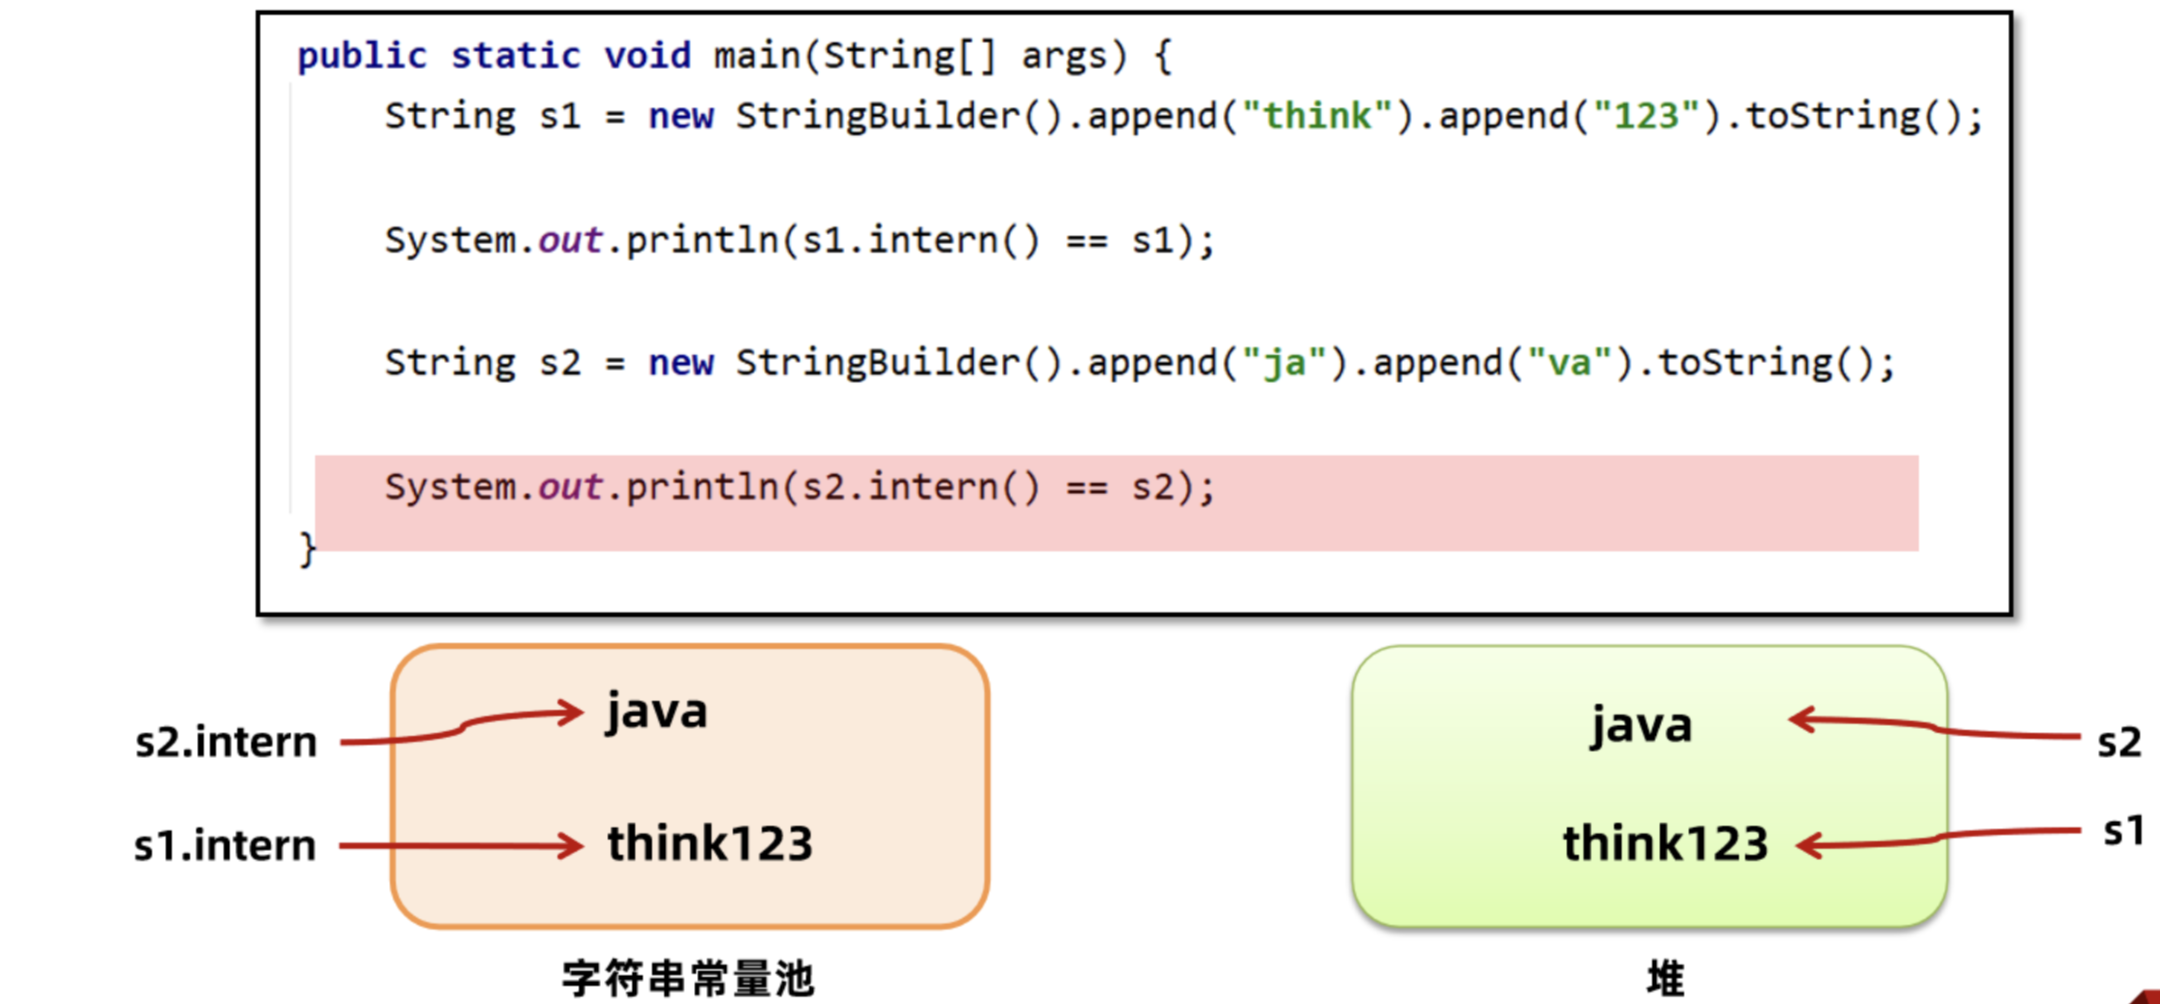 public static void main(String[] args) {
String s1 = new StringBuilder().append("think").append("123").toString();
System.out.println(s1.intern() == s1);
String s2 = new StringBuilder().append("ja").append("va").toString();
System.out.println(s2.intern() == s2);
}
s2.intern
java
s1.intern
think123
字符串常量池
java
s2
think123
s1
堆